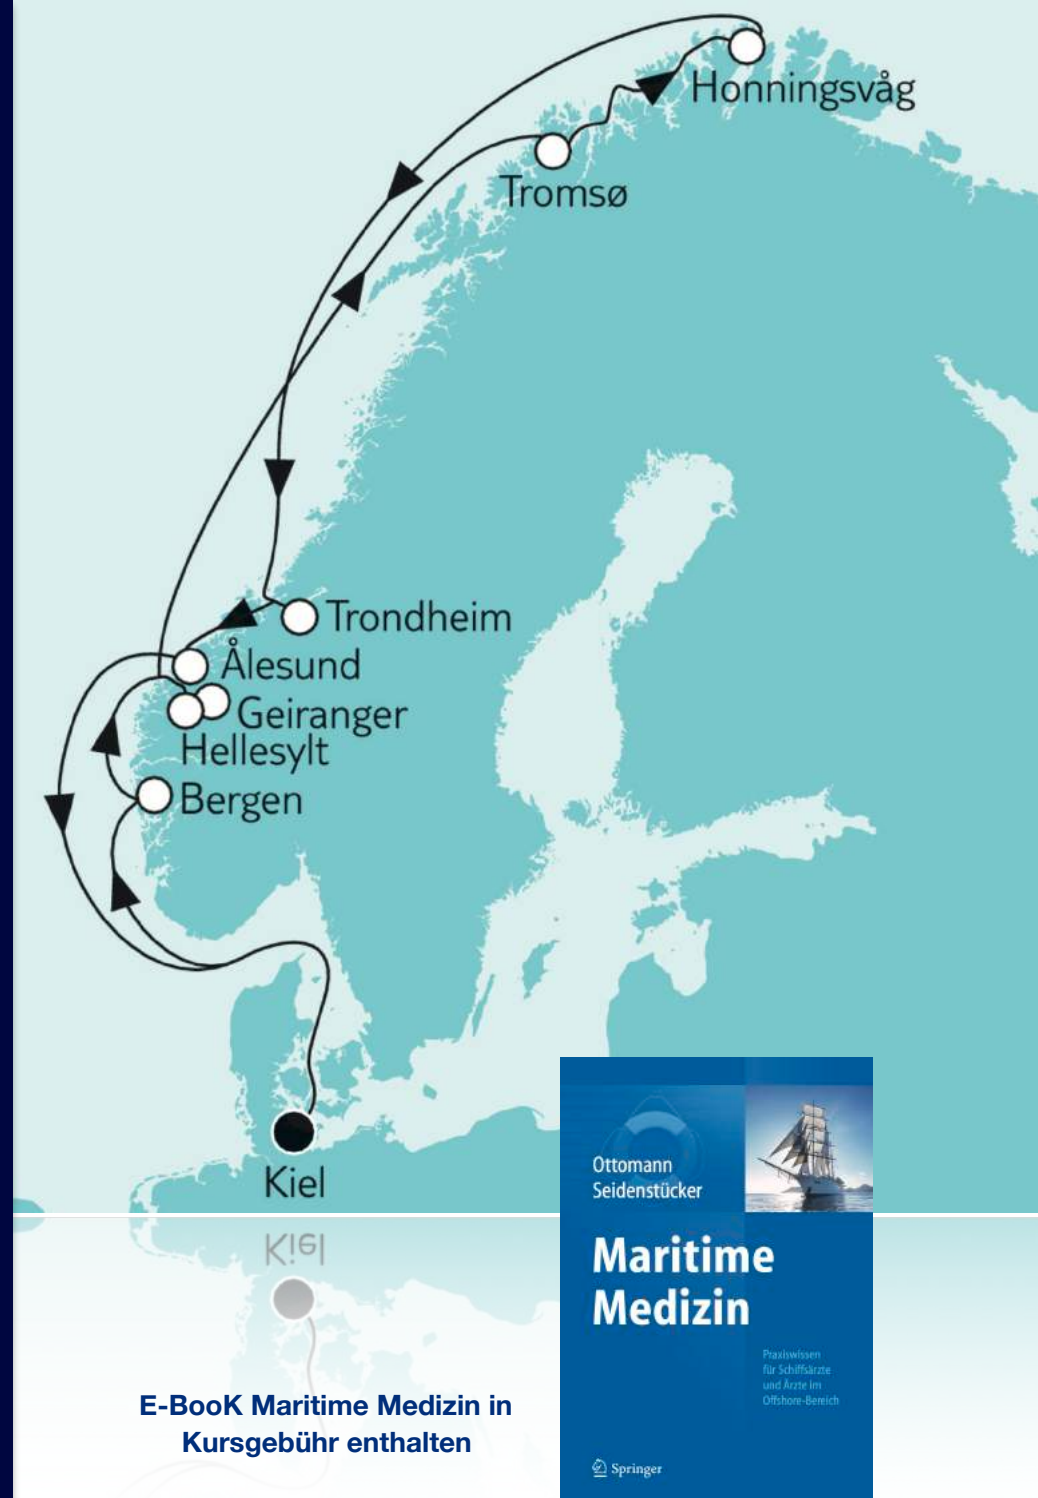 Honningsvåg
Tromsø
Trondheim
Ålesund
Geiranger
Hellesylt
Bergen
Kiel
Kiel
Ottomann
Seidenstücker
Maritime
Medizin
Praxiswissen
für Schiffsärzte
und Ärzte im
Offshore-Bereich
Springer
E-BooK Maritime Medizin in
Kursgebühr enthalten